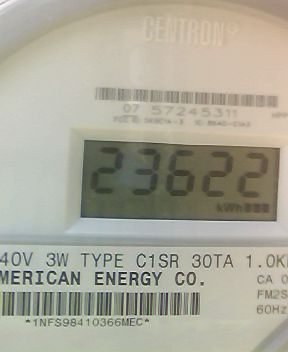 CENTRON®
07 57245311
23622
kWh
40V 3W TYPE C1SR 30TA 1.0K
MERICAN ENERGY CO.
CA 0
FM2S
60Hz
*1NFS98410366MEC*